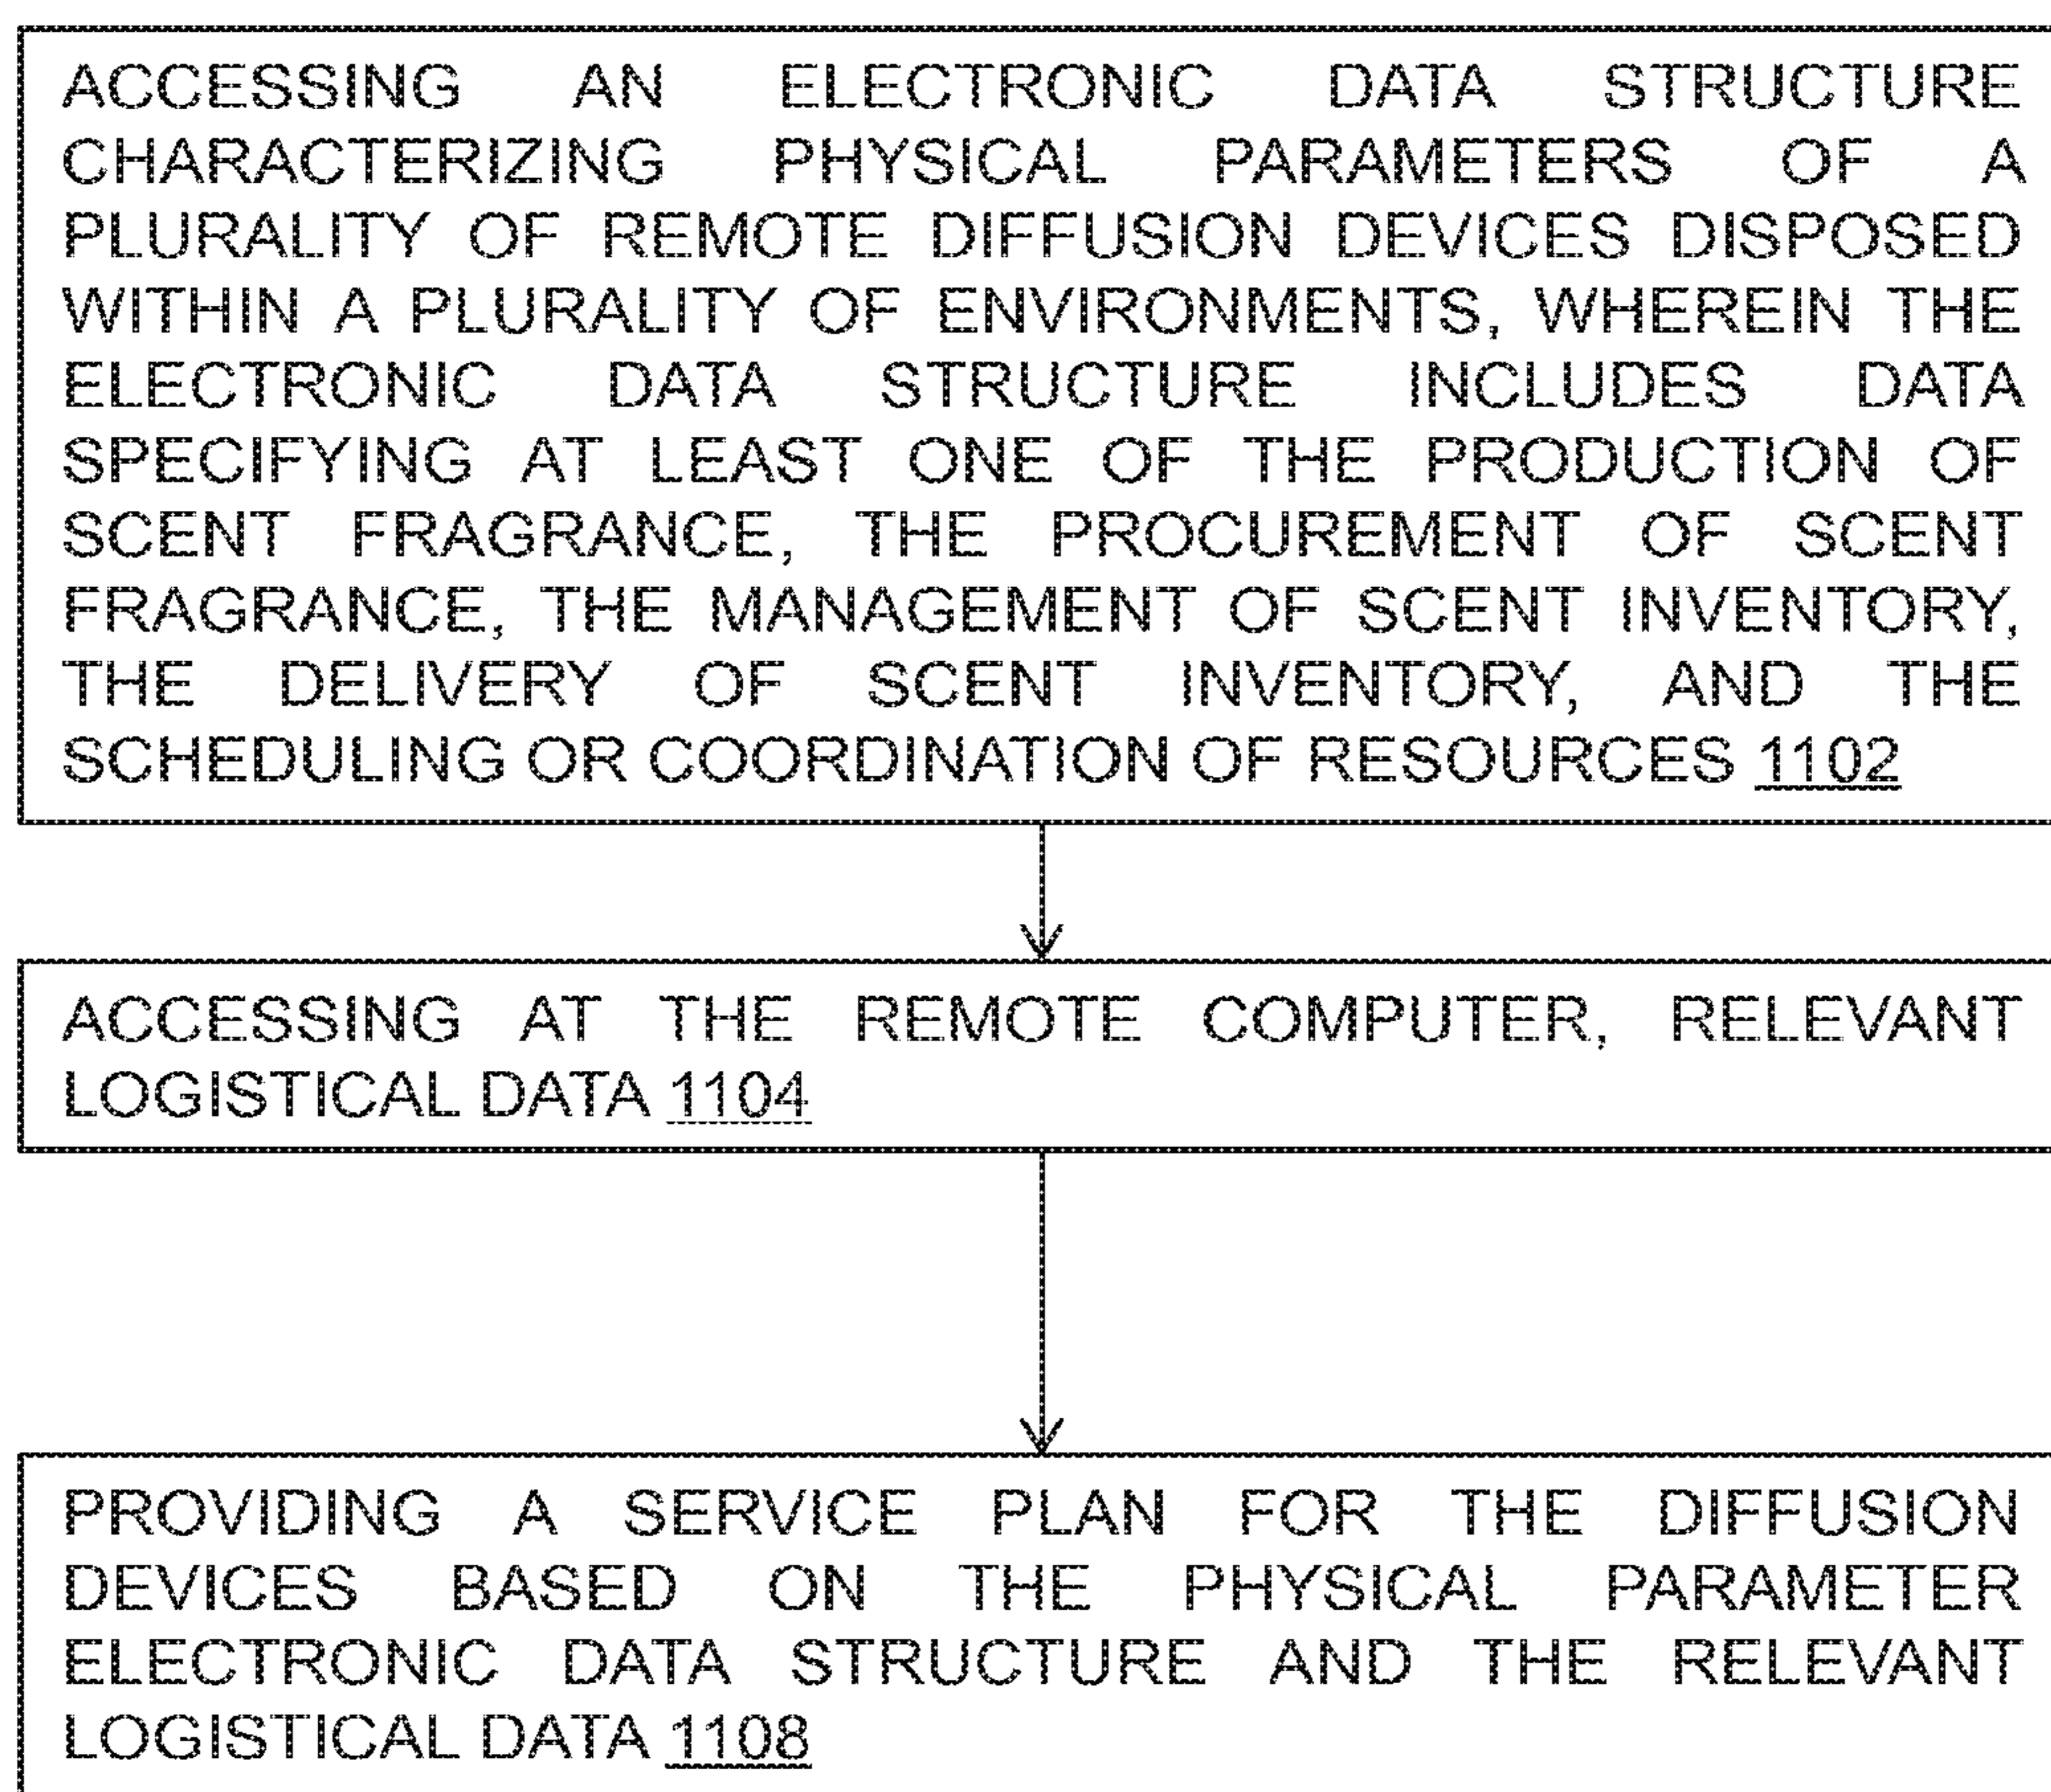 ACCESSING AN ELECTRONIC DATA STRUCTURE
CHARACTERIZING PHYSICAL PARAMETERS OF A
PLURALITY OF REMOTE DIFFUSION DEVICES DISPOSED
WITHIN A PLURALITY OF ENVIRONMENTS, WHEREIN THE
ELECTRONIC DATA STRUCTURE INCLUDES DATA
SPECIFYING AT LEAST ONE OF THE PRODUCTION OF
SCENT FRAGRANCE, THE PROCUREMENT OF SCENT
FRAGRANCE, THE MANAGEMENT OF SCENT INVENTORY,
THE DELIVERY OF SCENT INVENTORY, AND THE
SCHEDULING OR COORDINATION OF RESOURCES 1102
ACCESSING AT THE REMOTE COMPUTER, RELEVANT
LOGISTICAL DATA 1104
PROVIDING A SERVICE PLAN FOR THE DIFFUSION
DEVICES BASED ON THE PHYSICAL PARAMETER
ELECTRONIC DATA STRUCTURE AND THE RELEVANT
LOGISTICAL DATA 1108